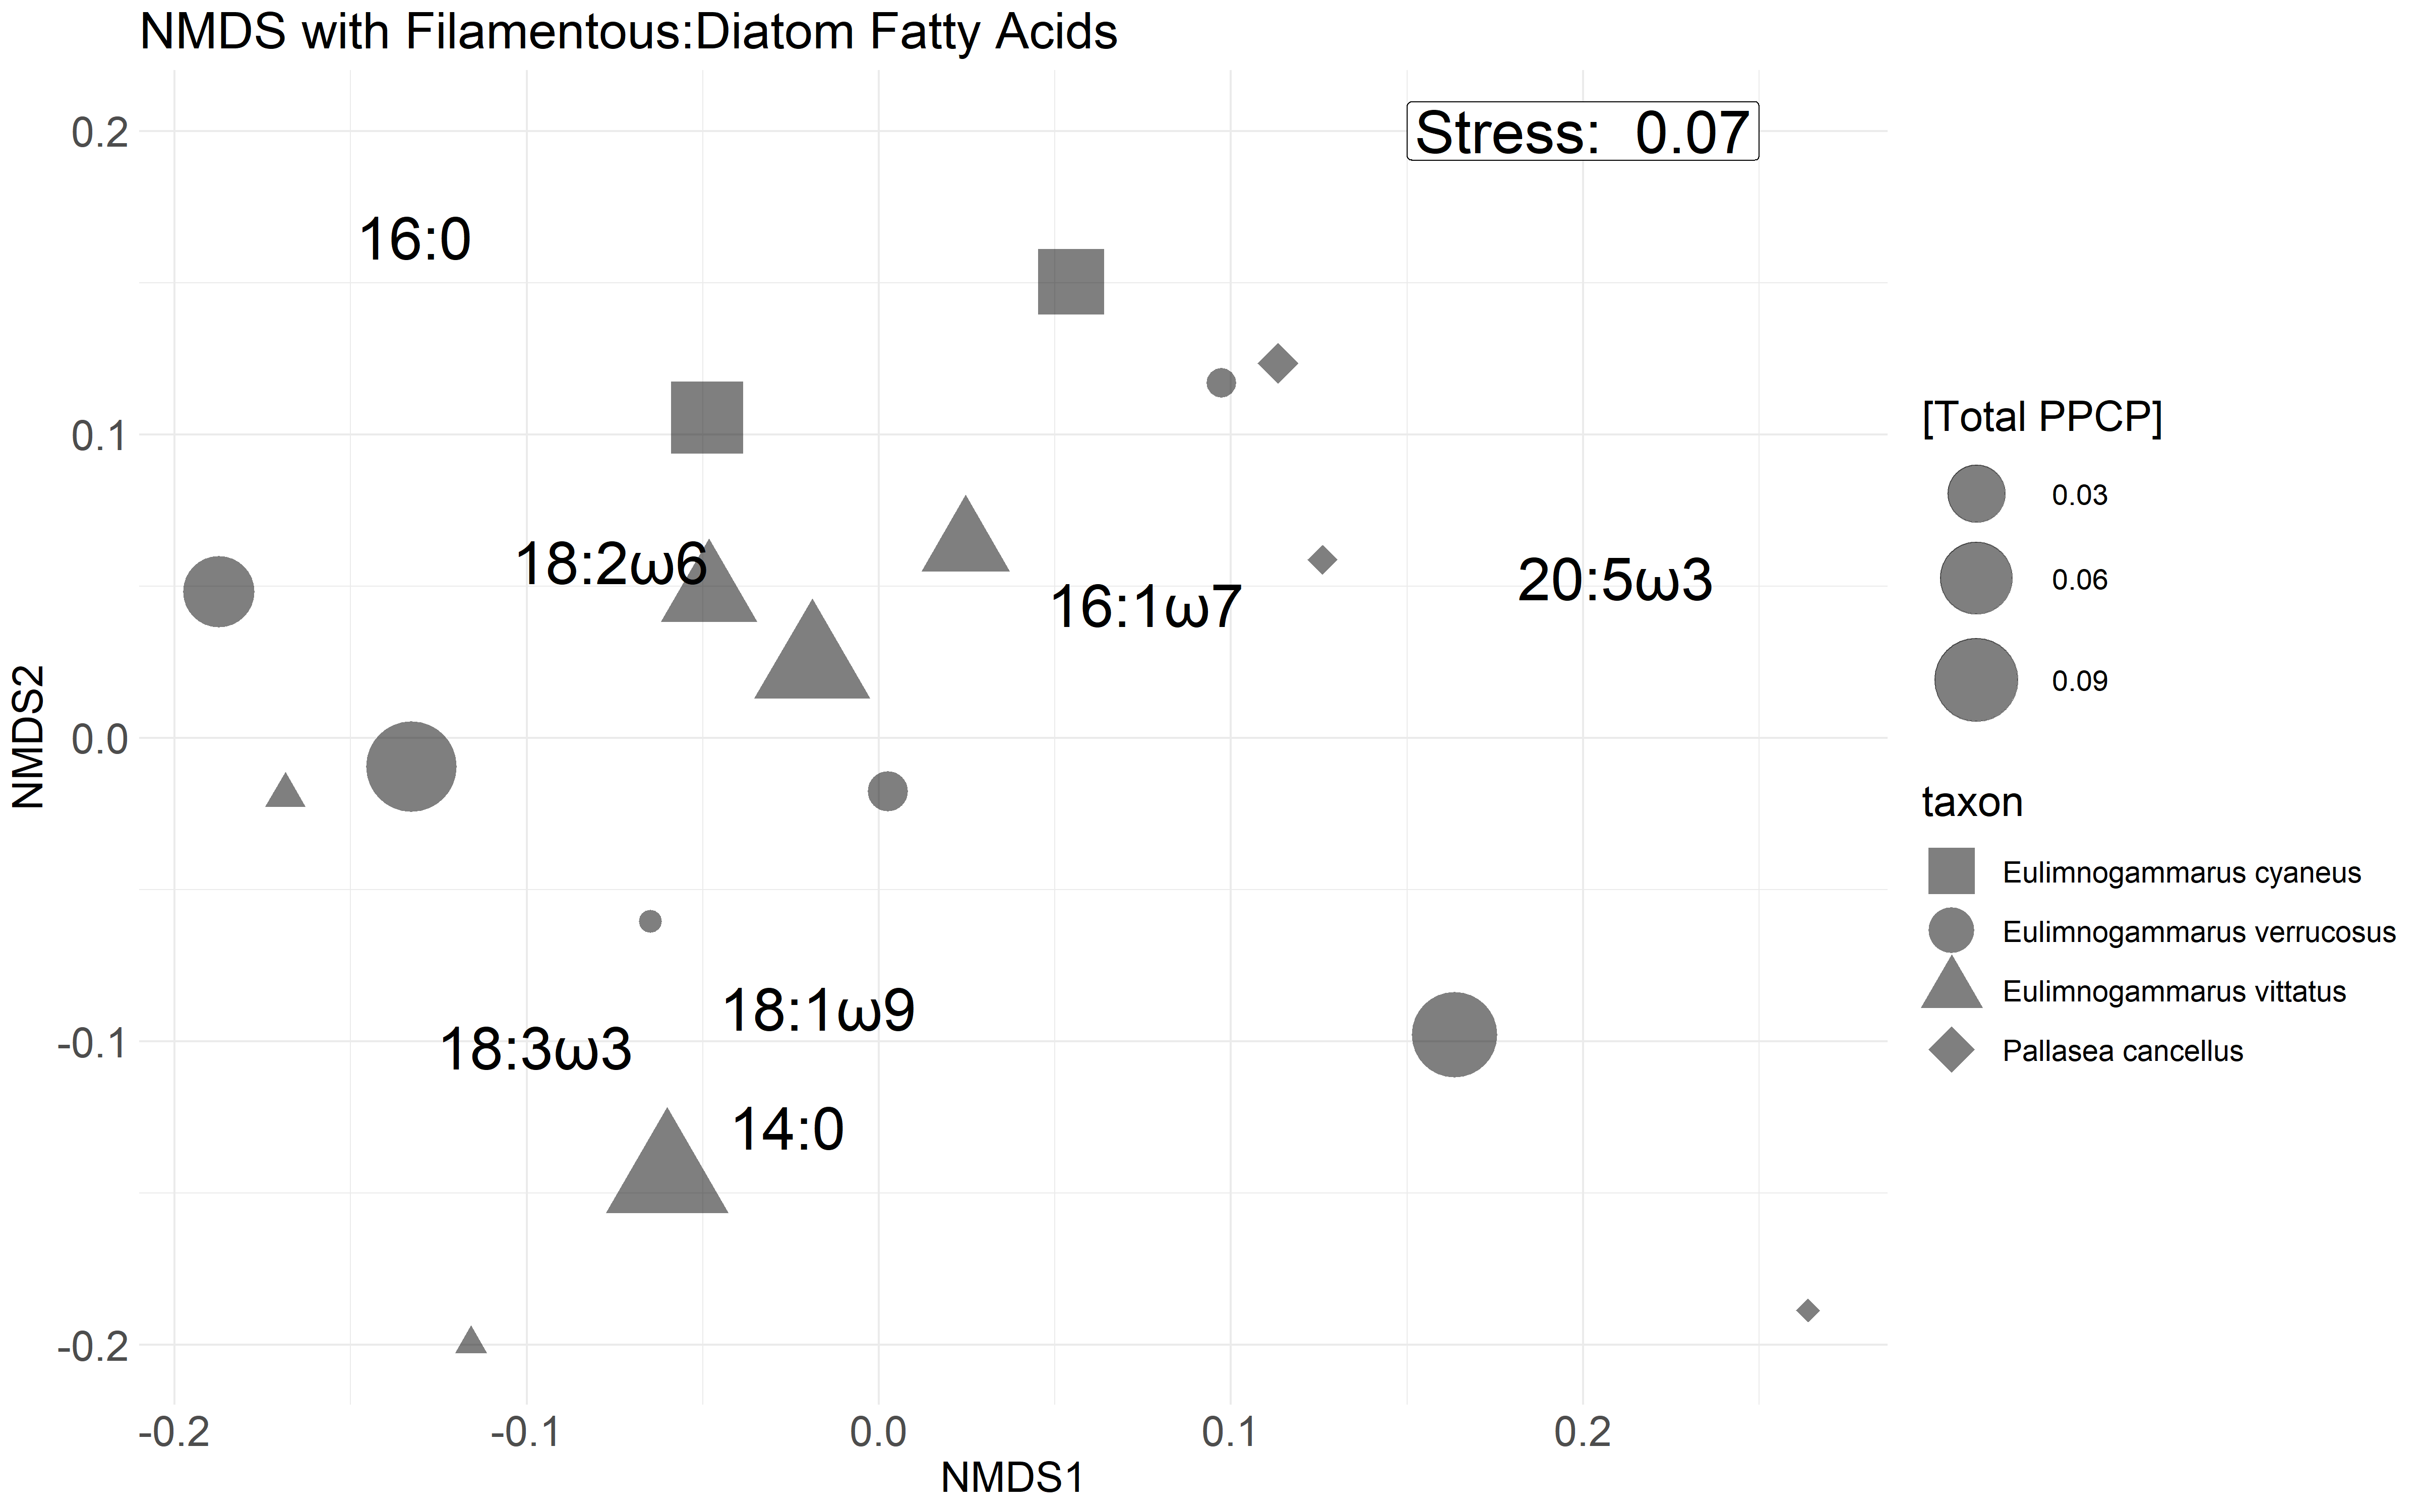 NMDS with Filamentous:Diatom Fatty Acids
Stress:  0.07
16:0
18:2ω6
16:1ω7
20:5ω3
18:1ω9
18:3ω3
14:0
0.2
0.1
0.0
-0.1
-0.2
NMDS2
-0.2
-0.1
0.0
0.1
0.2
NMDS1
[Total PPCP]
0.03
0.06
0.09
taxon
Eulimnogammarus cyaneus
Eulimnogammarus verrucosus
Eulimnogammarus vittatus
Pallasea cancellus